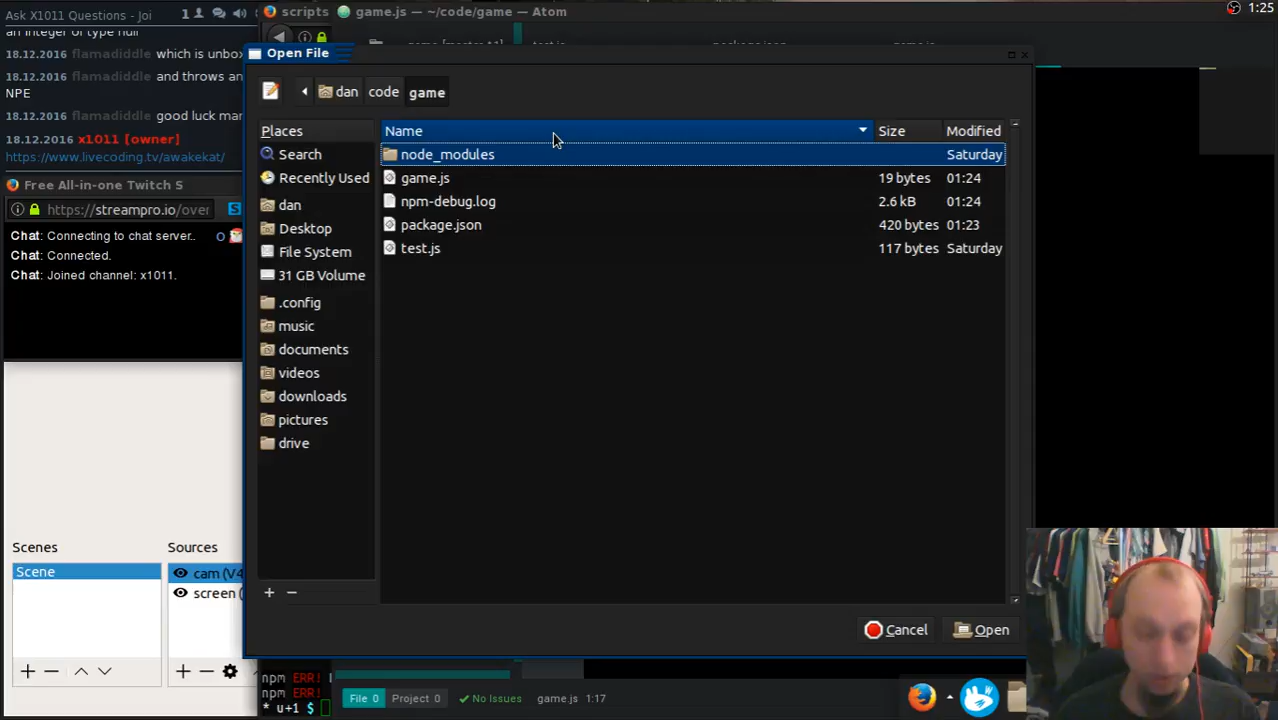 Ask X1011 Questions - Joi
1
scripts
game.js — ~/code/game — Atom
1:25
an integer of type null
18.12.2016 flamadiddle which is unbox
18.12.2016 flamadiddle and throws an
NPE
18.12.2016 flamadiddle good luck mar
18.12.2016 x1011 [owner]
https://www.livecoding.tv/awakekat/
Free All-in-one Twitch S
https://streampro.io/over
Chat: Connecting to chat server..
Chat: Connected.
Chat: Joined channel: x1011.
Open File
dan
code
game
Places
Search
Recently Used
dan
Desktop
File System
31 GB Volume
.config
music
documents
videos
downloads
pictures
drive
Name Size Modified
node_modules Saturday
game.js 19 bytes 01:24
npm-debug.log 2.6 kB 01:24
package.json 420 bytes 01:23
test.js 117 bytes Saturday
Cancel
Open
Scenes
Scene
Sources
cam (V4
screen (
npm ERR!
npm ERR!
* u+1 $
File 0
Project 0
No Issues
game.js 1:17